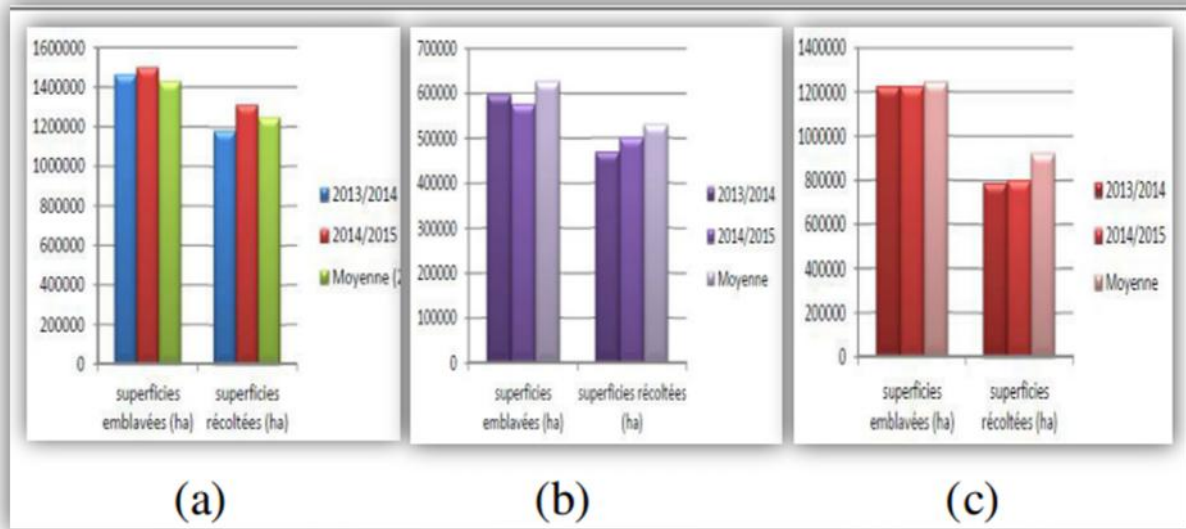 1600000
1400000
1200000
1000000
800000
600000
400000
200000
0
superficies
emblavées (ha)
superficies
récoltées (ha)
2013/2014
2014/2015
Moyenne (2
700000
600000
500000
400000
300000
200000
100000
0
superficies
emblavées (ha)
superficies récoltées
(ha)
2013/2014
2014/2015
Moyenne
1400000
1200000
1000000
800000
600000
400000
200000
0
superficies
emblavées (ha)
superficies
récoltées (ha)
2013/2014
2014/2015
Moyenne
(a)
(b)
(c)